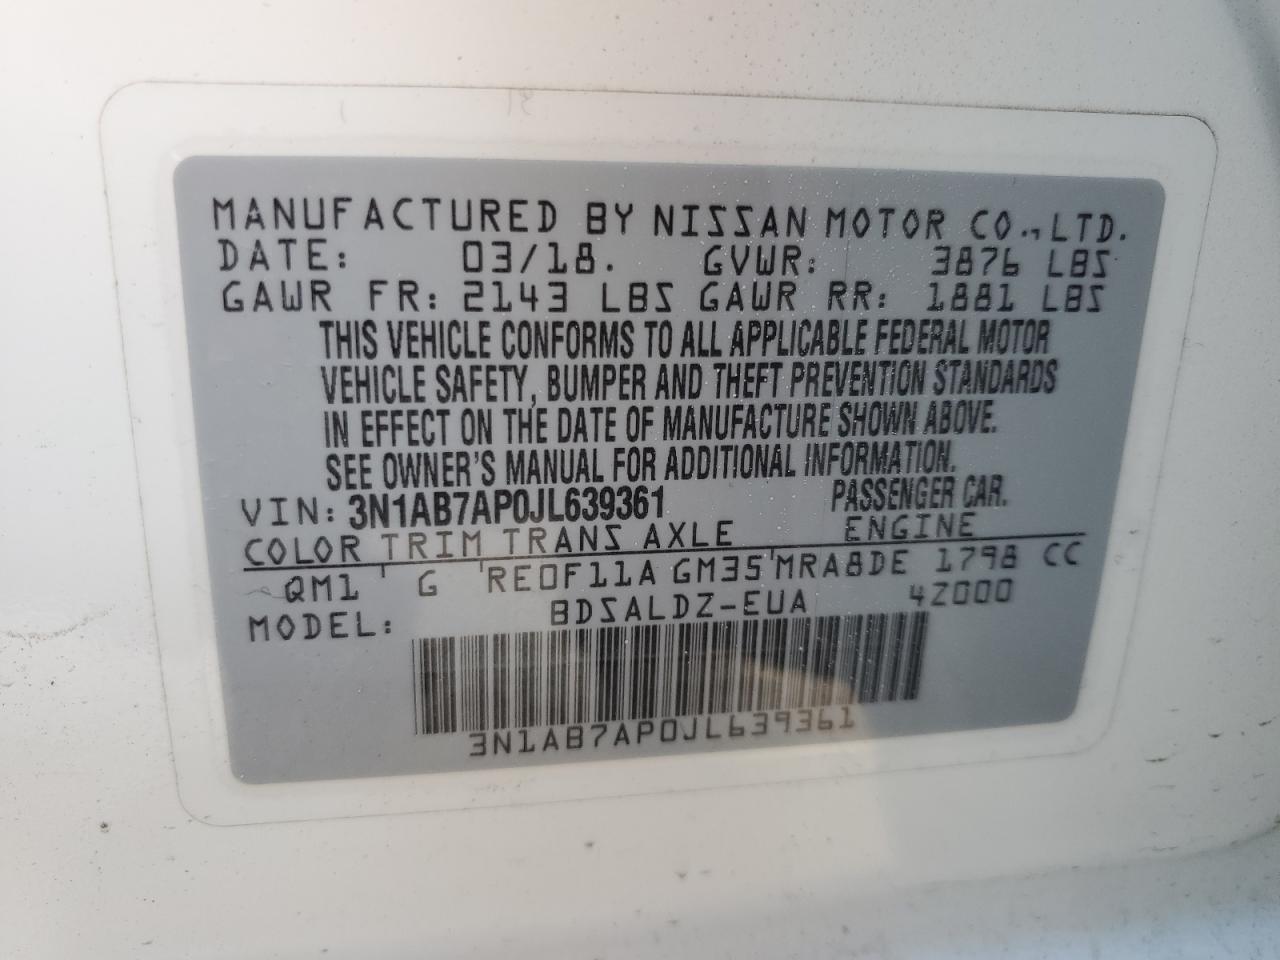 MANUFACTURED BY NISSAN MOTOR CO., LTD.
DATE: 03/18. GVWR: 3876 LBS
GAWR FR: 2143 LBS GAWR RR: 1881 LBS
THIS VEHICLE CONFORMS TO ALL APPLICABLE FEDERAL MOTOR
VEHICLE SAFETY, BUMPER AND THEFT PREVENTION STANDARDS
IN EFFECT ON THE DATE OF MANUFACTURE SHOWN ABOVE.
SEE OWNER'S MANUAL FOR ADDITIONAL INFORMATION.
VIN: 3N1AB7AP0JL639361 PASSENGER CAR.
COLOR TRIM TRANS AXLE ENGINE
QM1 G RE0F11A GM35 MRA8DE 1798 CC
MODEL: BDSALDZ-EUA 4Z000
3N1AB7AP0JL639361